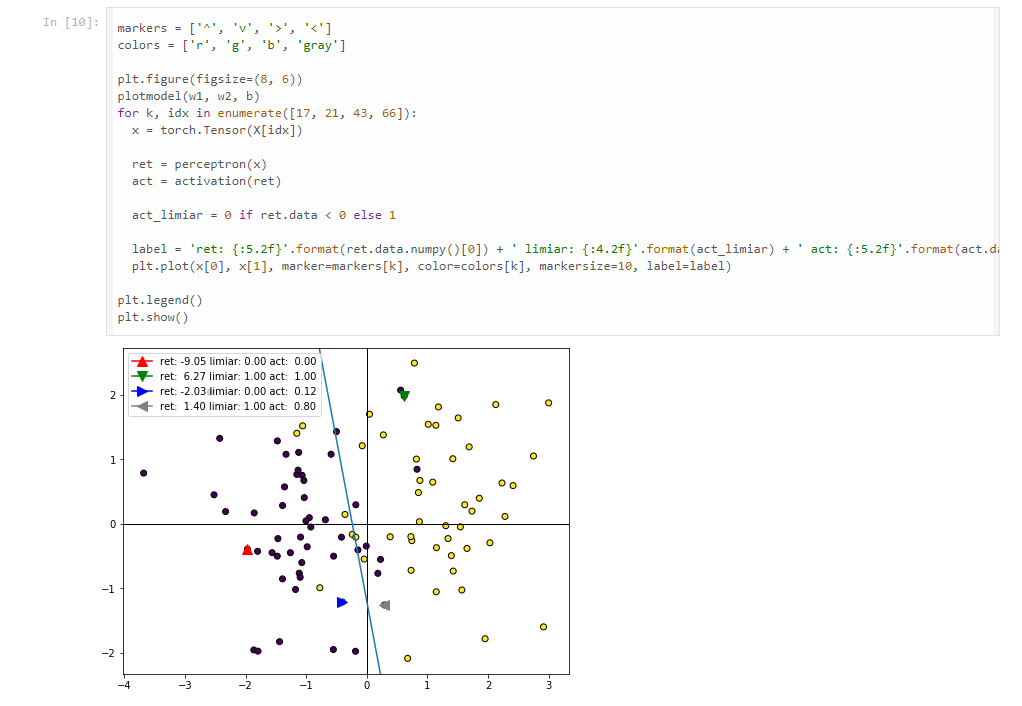 In [10]:
markers = ['^', 'v', '>', '<']
colors = ['r', 'g', 'b', 'gray']
plt.figure(figsize=(8, 6))
plotmodel(w1, w2, b)
for k, idx in enumerate([17, 21, 43, 66]):
x = torch.Tensor(X[idx])
ret = perceptron(x)
act = activation(ret)
act_limiar = 0 if ret.data < 0 else 1
label = 'ret: {:5.2f}'.format(ret.data.numpy()[0]) + ' limiar: {:4.2f}'.format(act_limiar) + ' act: {:5.2f}'.format(act.da
plt.plot(x[0], x[1], marker=markers[k], color=colors[k], markersize=10, label=label)
plt.legend()
plt.show()
ret: -9.05 limiar: 0.00 act: 0.00
ret: 6.27 limiar: 1.00 act: 1.00
ret: -2.03 limiar: 0.00 act: 0.12
ret: 1.40 limiar: 1.00 act: 0.80
2
1
0
−1
−2
−4 −3 −2 −1 0 1 2 3